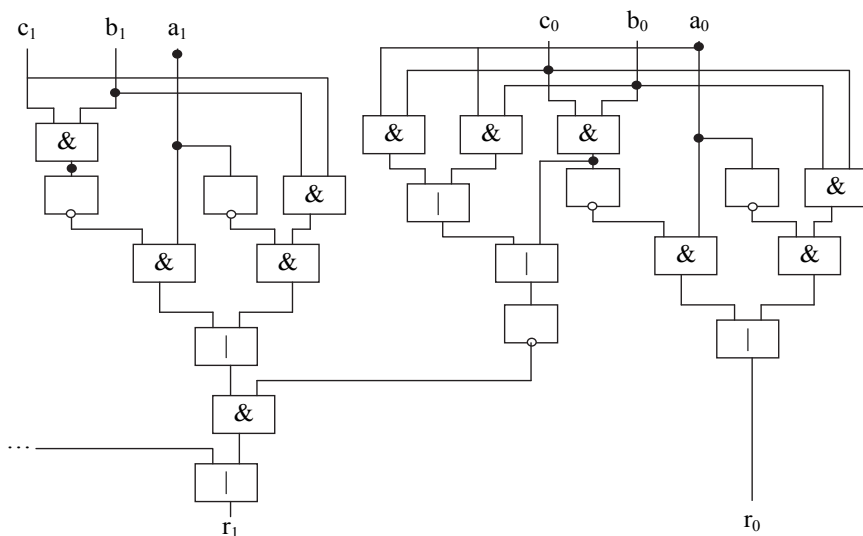 c₁ b₁ a₁ c₀ b₀ a₀
& & & &
& &
|
& & & &
|
| |
&
...
|
r₁ r₀